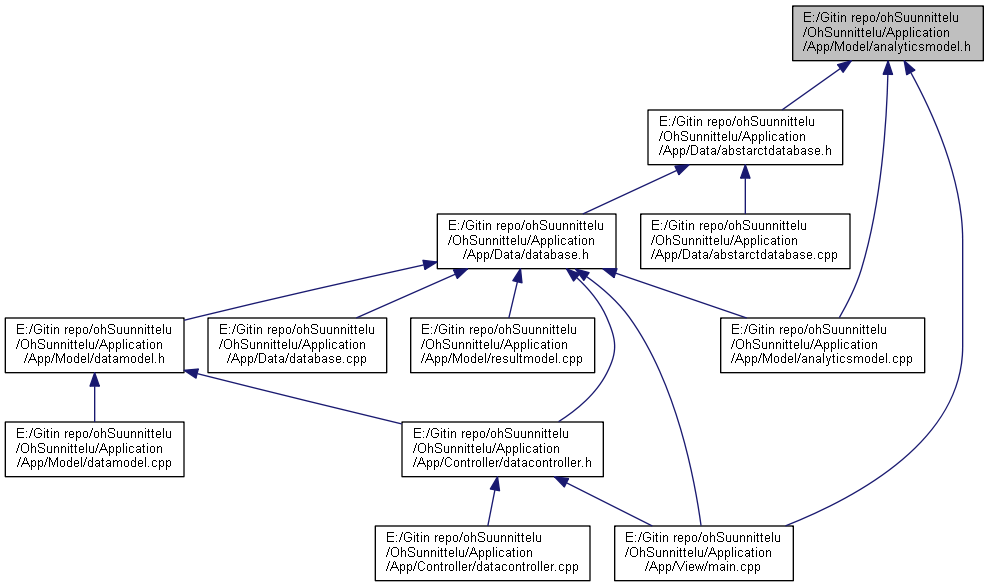 E:/Gitin repo/ohSuunnittelu
/OhSunnittelu/Application
/App/Model/analyticsmodel.h
E:/Gitin repo/ohSuunnittelu
/OhSunnittelu/Application
/App/Data/abstarctdatabase.h
E:/Gitin repo/ohSuunnittelu
/OhSunnittelu/Application
/App/Data/database.h
E:/Gitin repo/ohSuunnittelu
/OhSunnittelu/Application
/App/Data/abstarctdatabase.cpp
E:/Gitin repo/ohSuunnittelu
/OhSunnittelu/Application
/App/Model/datamodel.h
E:/Gitin repo/ohSuunnittelu
/OhSunnittelu/Application
/App/Data/database.cpp
E:/Gitin repo/ohSuunnittelu
/OhSunnittelu/Application
/App/Model/resultmodel.cpp
E:/Gitin repo/ohSuunnittelu
/OhSunnittelu/Application
/App/Model/analyticsmodel.cpp
E:/Gitin repo/ohSuunnittelu
/OhSunnittelu/Application
/App/Model/datamodel.cpp
E:/Gitin repo/ohSuunnittelu
/OhSunnittelu/Application
/App/Controller/datacontroller.h
E:/Gitin repo/ohSuunnittelu
/OhSunnittelu/Application
/App/Controller/datacontroller.cpp
E:/Gitin repo/ohSuunnittelu
/OhSunnittelu/Application
/App/View/main.cpp